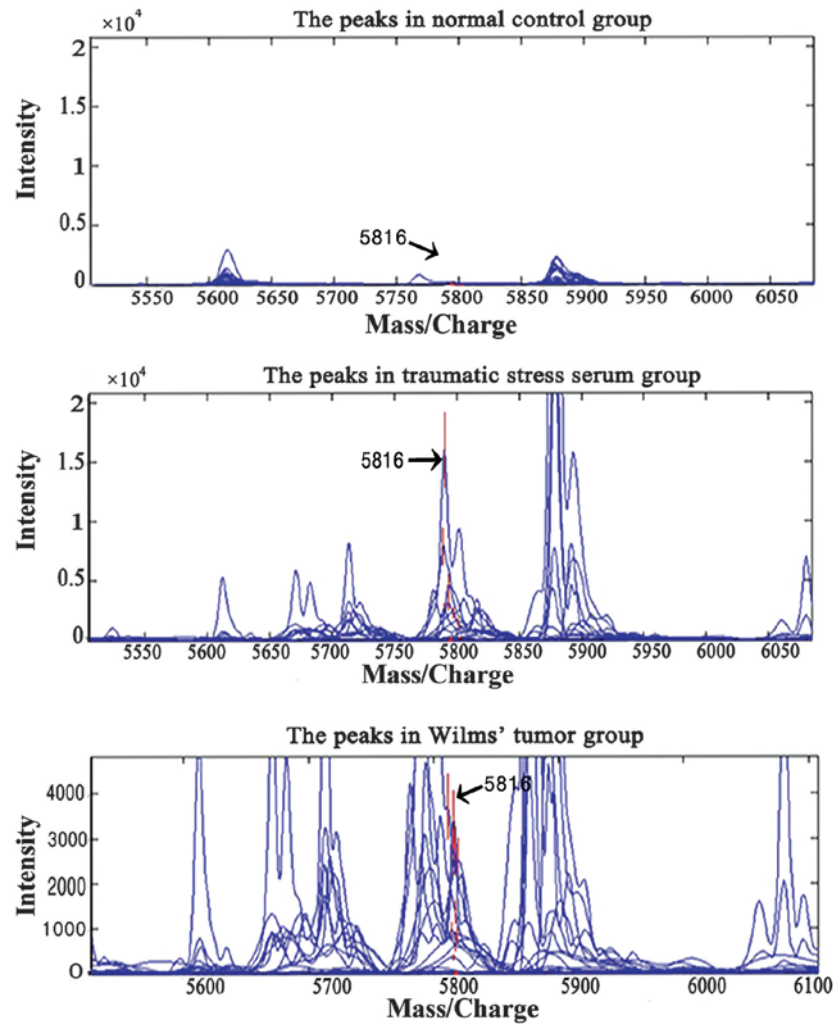 The peaks in normal control group
×10⁴
2
1.5
1
0.5
0
Intensity
5816
5550 5600 5650 5700 5750 5800 5850 5900 5950 6000 6050
Mass/Charge
The peaks in traumatic stress serum group
×10⁴
2
1.5
1
0.5
0
Intensity
5816
5550 5600 5650 5700 5750 5800 5850 5900 5950 6000 6050
Mass/Charge
The peaks in Wilms’ tumor group
4000
3000
2000
1000
0
Intensity
5816
5600 5700 5800 5900 6000 6100
Mass/Charge